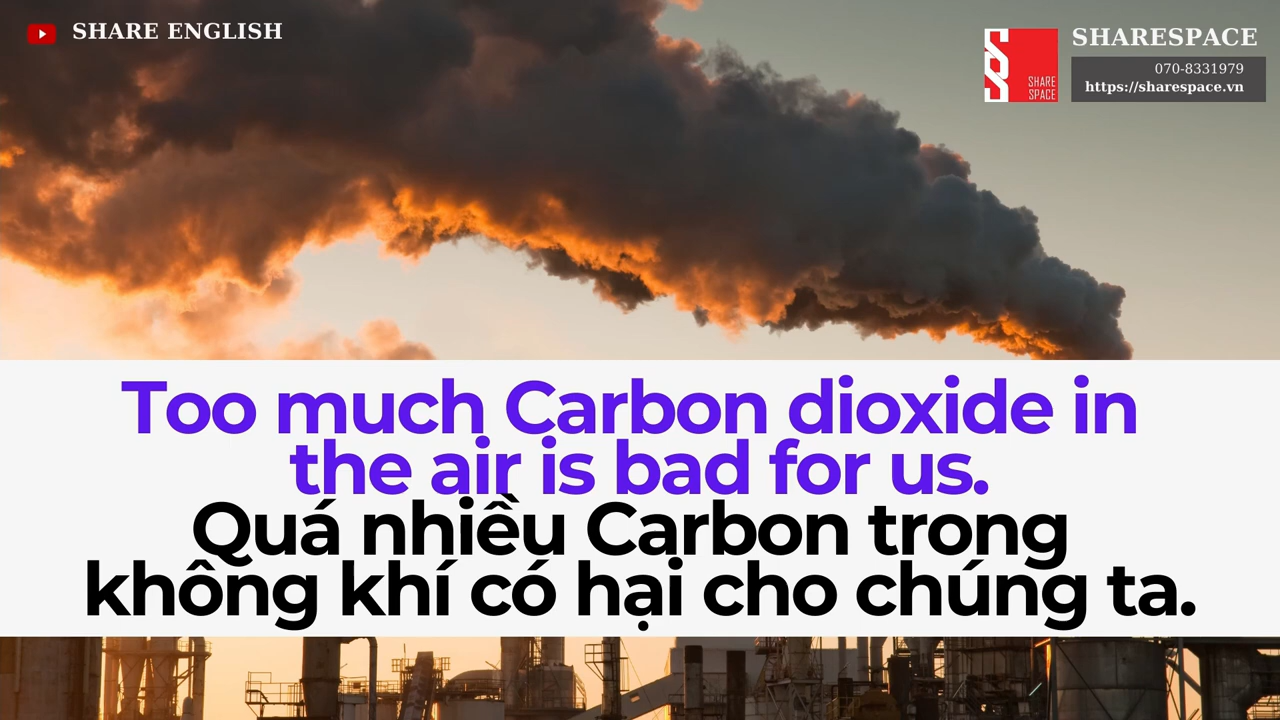 SHARE ENGLISH
SHARESPACE
070-8331979
https://sharespace.vn
SHARE
SPACE
Too much Carbon dioxide in
the air is bad for us.
Quá nhiều Carbon trong
không khí có hại cho chúng ta.